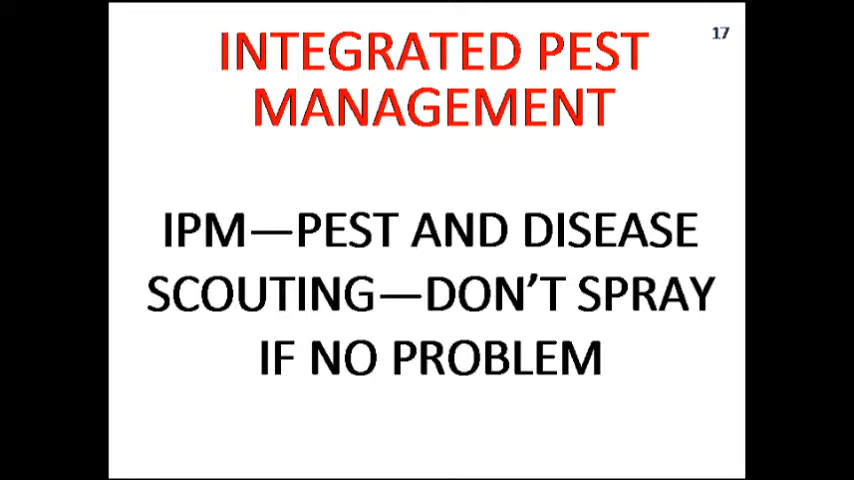 17
INTEGRATED PEST
MANAGEMENT
IPM—PEST AND DISEASE
SCOUTING—DON’T SPRAY
IF NO PROBLEM